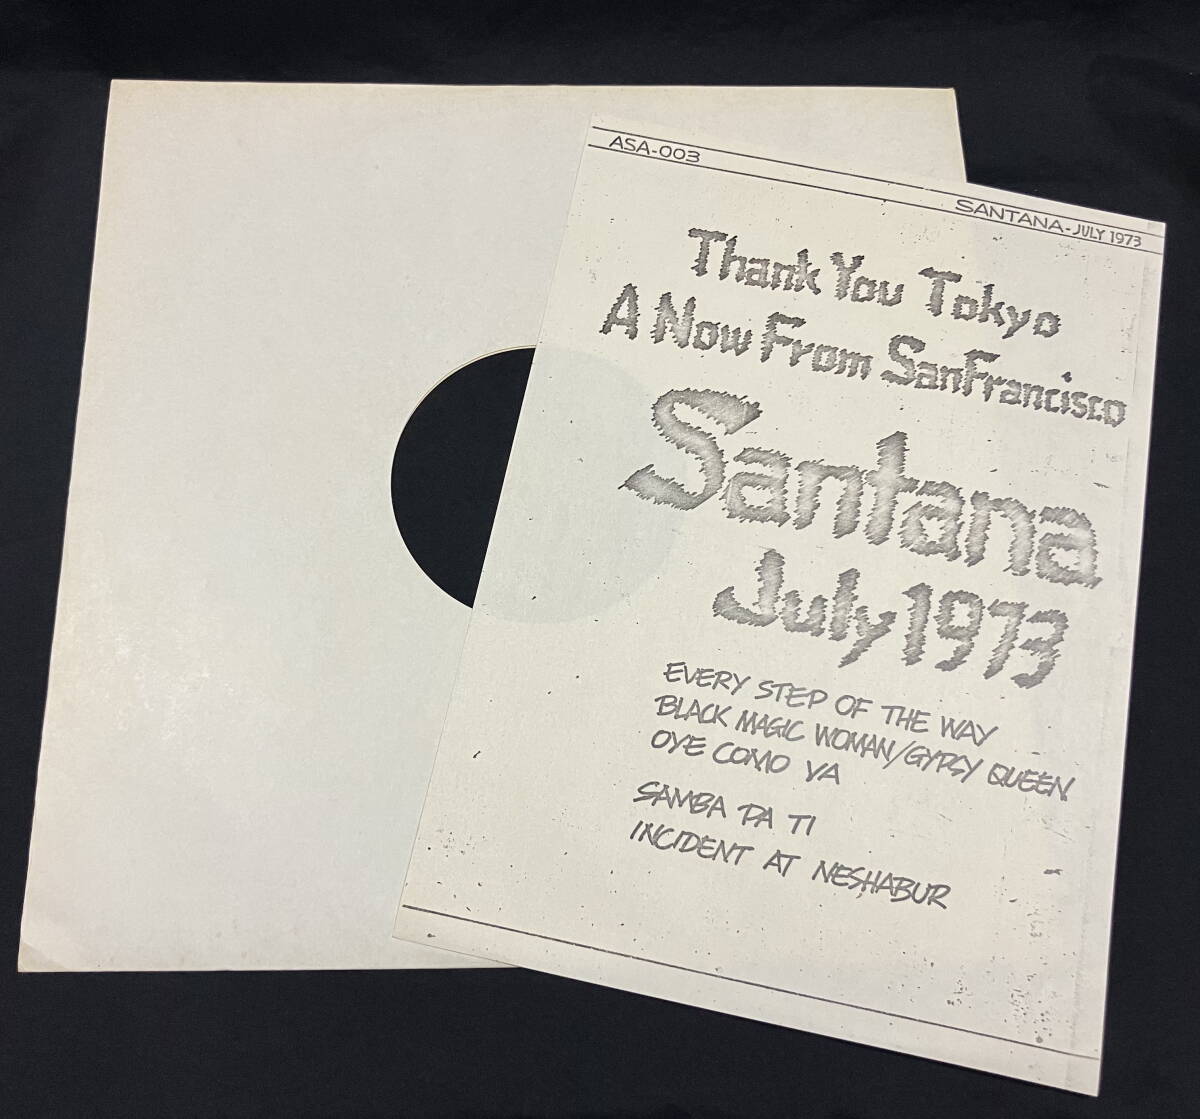 ASA-003
SANTANA-JULY 1973
Thank You Tokyo
A Now From SanFrancisco
Santana
July 1973
EVERY STEP OF THE WAY
BLACK MAGIC WOMAN/GYPSY QUEEN
OYE COMO VA
SAMBA PA TI
INCIDENT AT NESHABUR